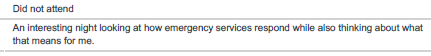 Did not attend
An interesting night looking at how emergency services respond while also thinking about what
that means for me.